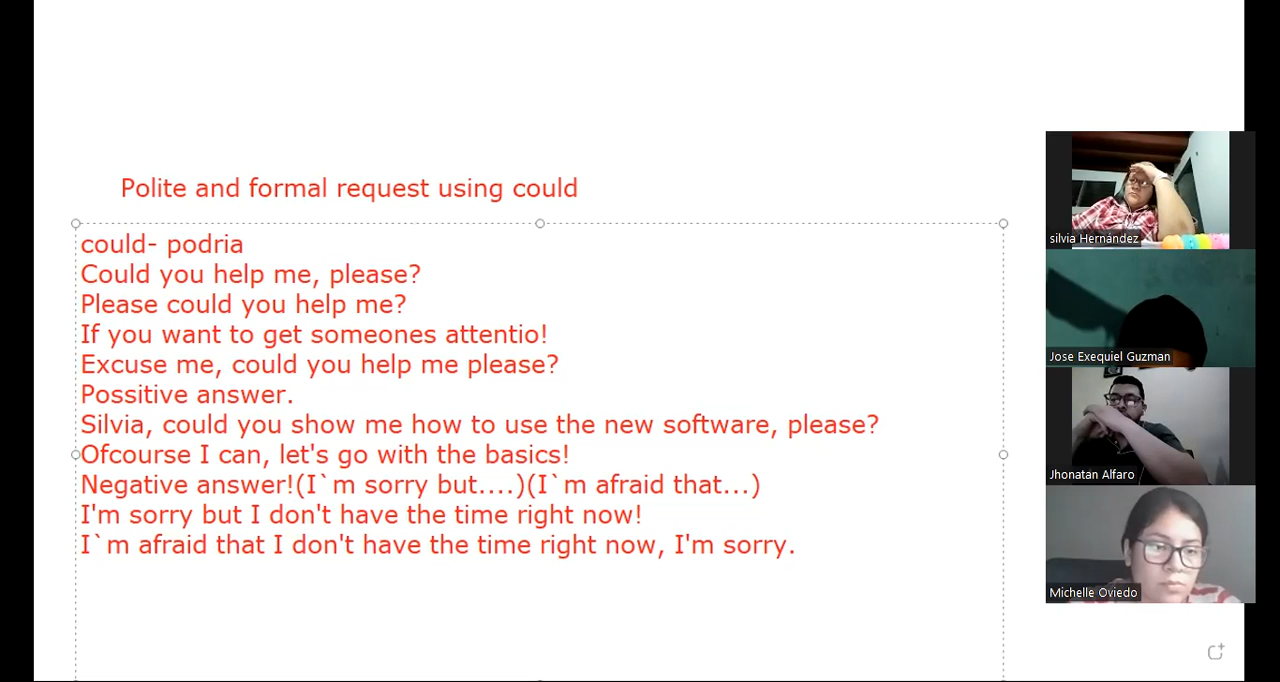 Polite and formal request using could
could- podria
Could you help me, please?
Please could you help me?
If you want to get someones attentio!
Excuse me, could you help me please?
Possitive answer.
Silvia, could you show me how to use the new software, please?
Ofcourse I can, let's go with the basics!
Negative answer!(I`m sorry but....)(I`m afraid that...)
I'm sorry but I don't have the time right now!
I`m afraid that I don't have the time right now, I'm sorry.
silvia Hernández
Jose Exequiel Guzman
Jhonatan Alfaro
Michelle Oviedo